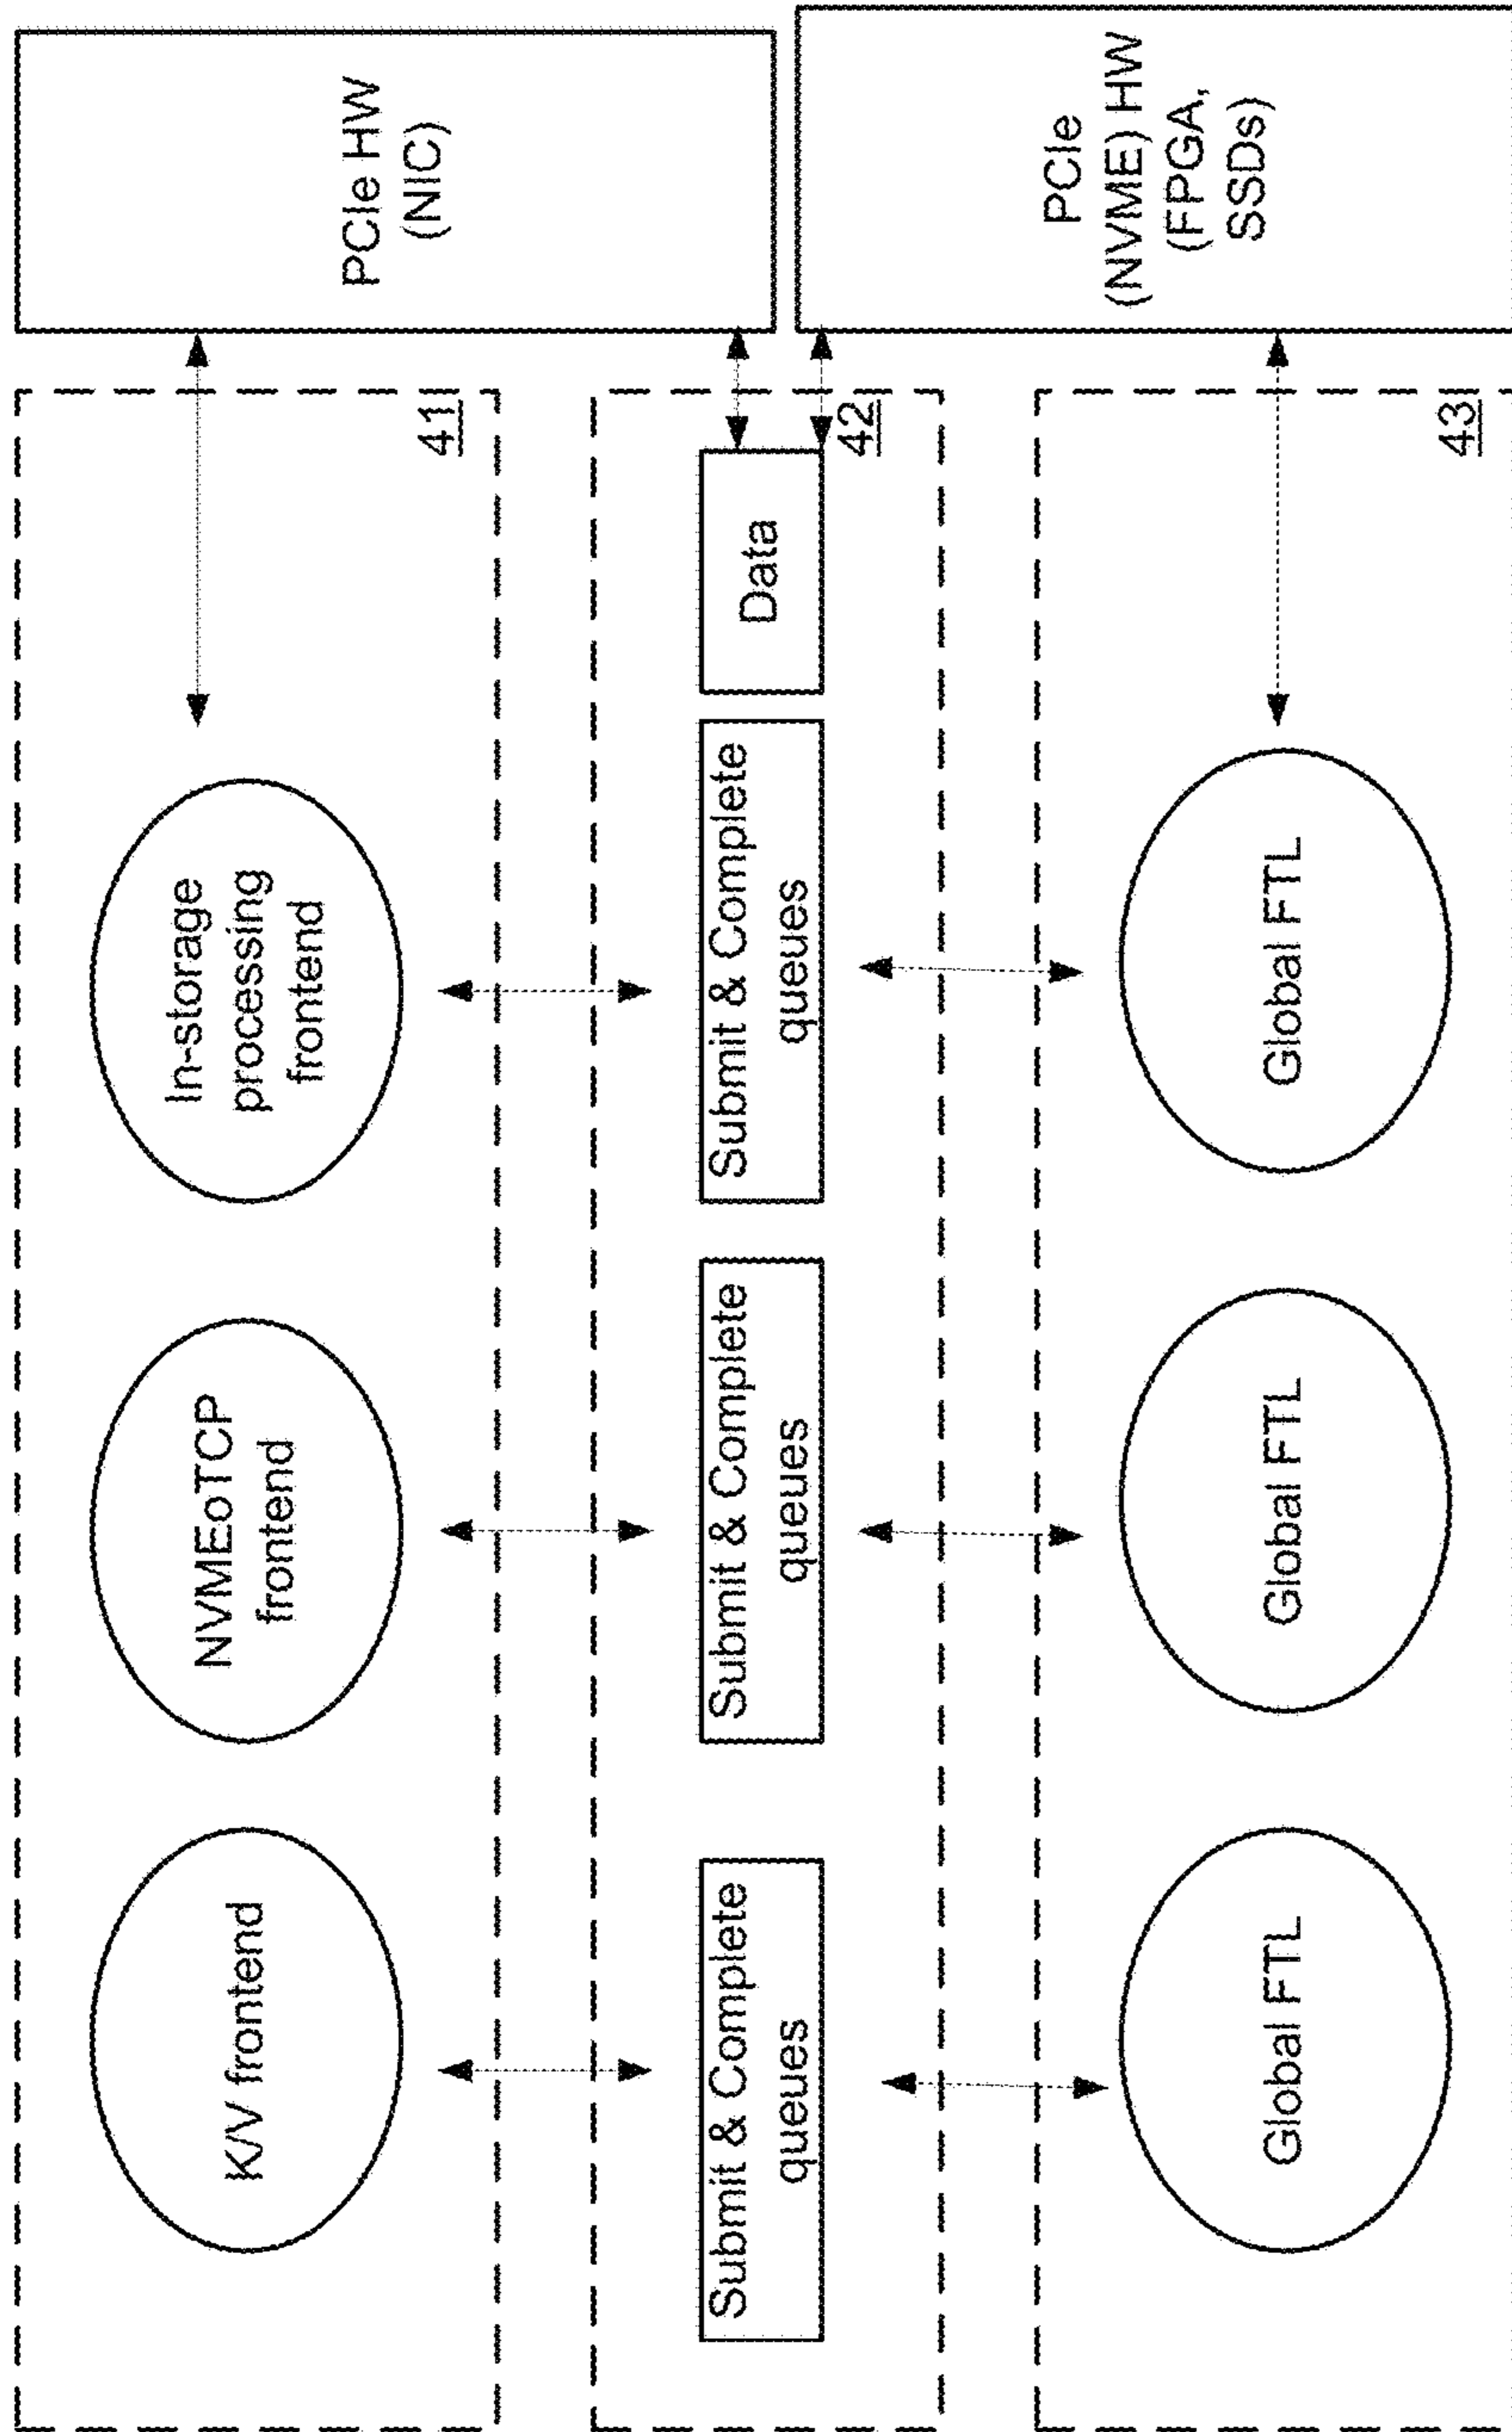 K/V frontend
NVMEoTCP
frontend
In-storage
processing
frontend
41
PCIe HW
(NIC)
Submit & Complete
queues
Submit & Complete
queues
Submit & Complete
queues
Data
42
Global FTL
Global FTL
Global FTL
43
PCIe
(NVME) HW
(FPGA,
SSDs)